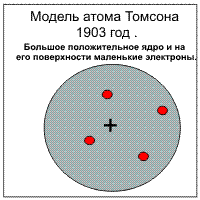 Модель атома Томсона
1903 год .
Большое положительное ядро и на
его поверхности маленькие электроны.
+